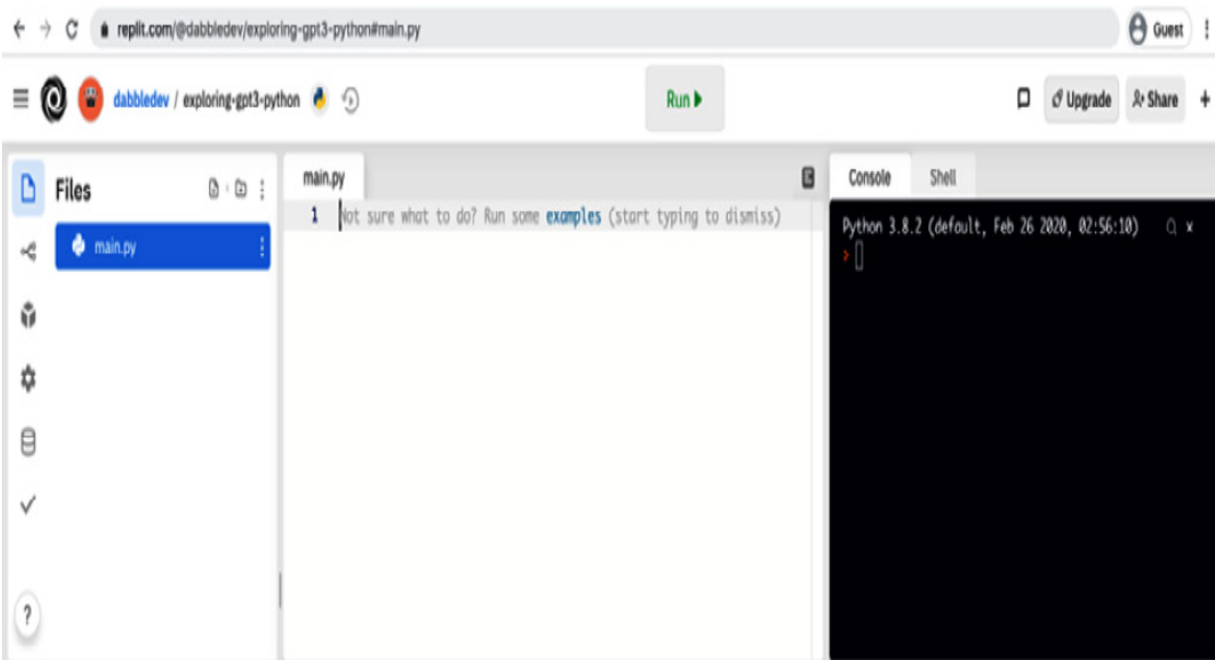 replit.com/@dabbledev/exploring-gpt3-python#main.py
Guest
dabbledev / exploring-gpt3-python
Run
Upgrade
Share
Files
main.py
main.py
1 Not sure what to do? Run some examples (start typing to dismiss)
Console
Shell
Python 3.8.2 (default, Feb 26 2020, 02:56:10)
?